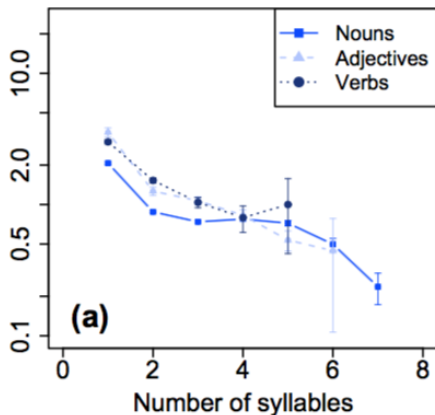 Nouns
Adjectives
Verbs
10.0
2.0
0.5
0.1
(a)
0 2 4 6 8
Number of syllables